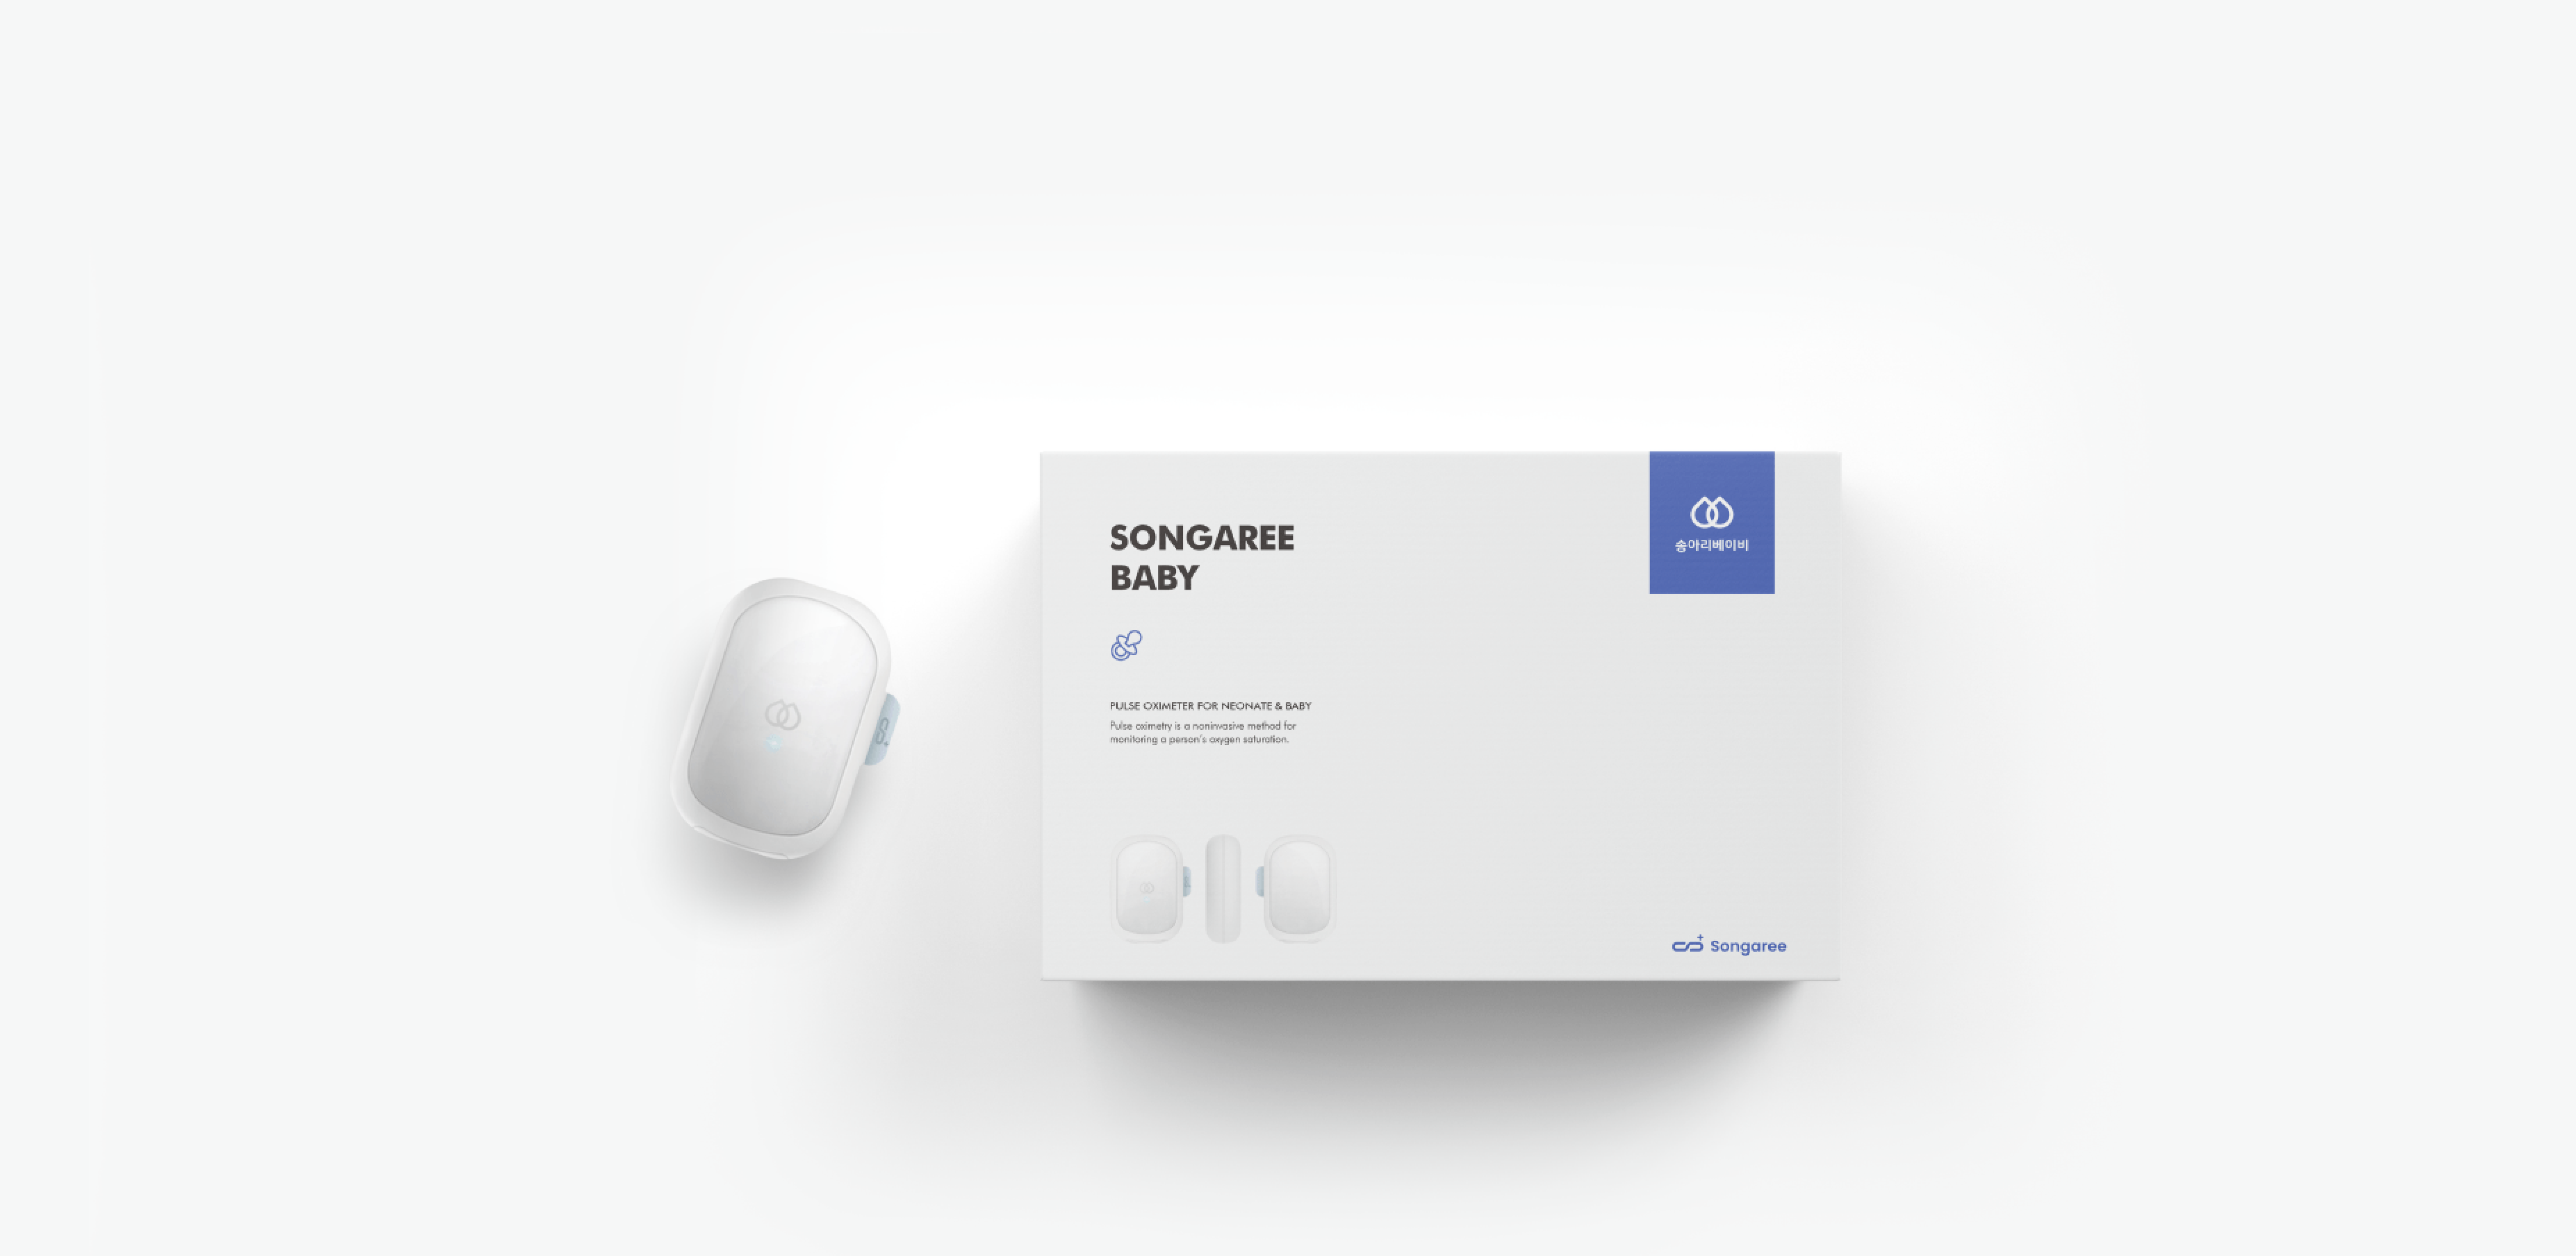 SONGAREE
BABY
송아리베이비
PULSE OXIMETER FOR NEONATE & BABY
Pulse oximetry is a noninvasive method for
monitoring a person's oxygen saturation.
Songaree